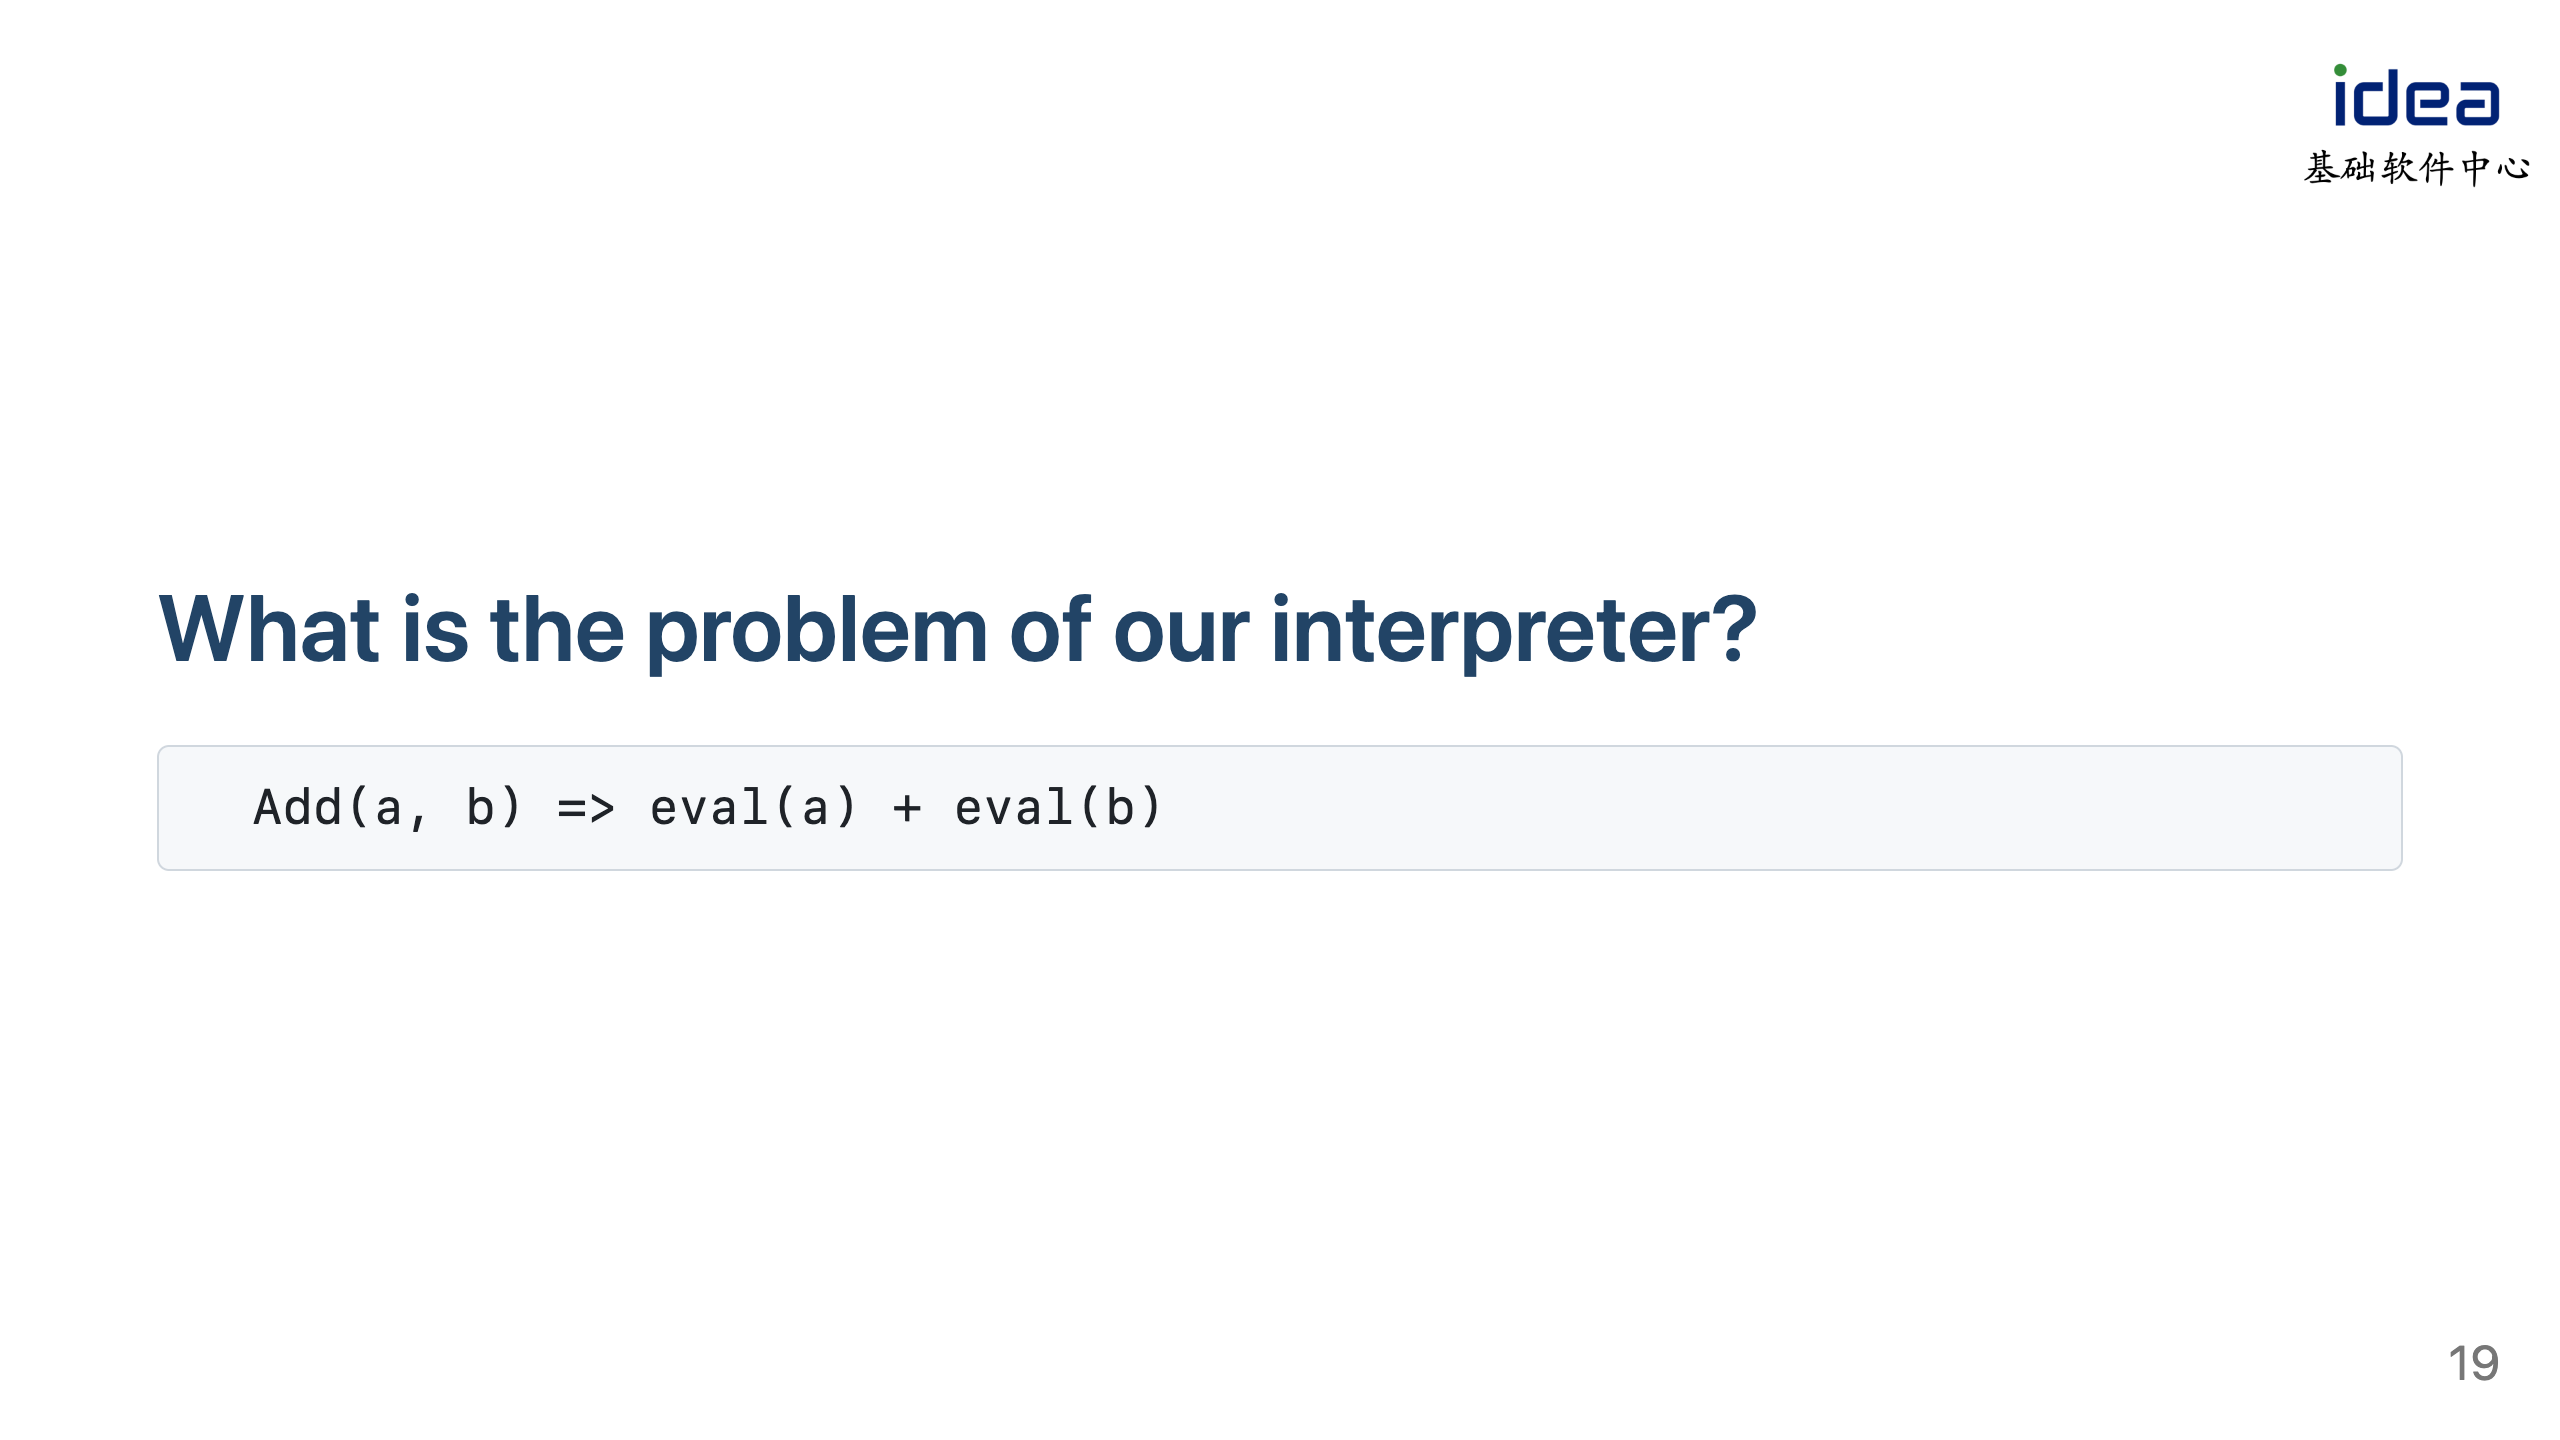 idea
基础软件中心
What is the problem of our interpreter?
Add(a, b) => eval(a) + eval(b)
19